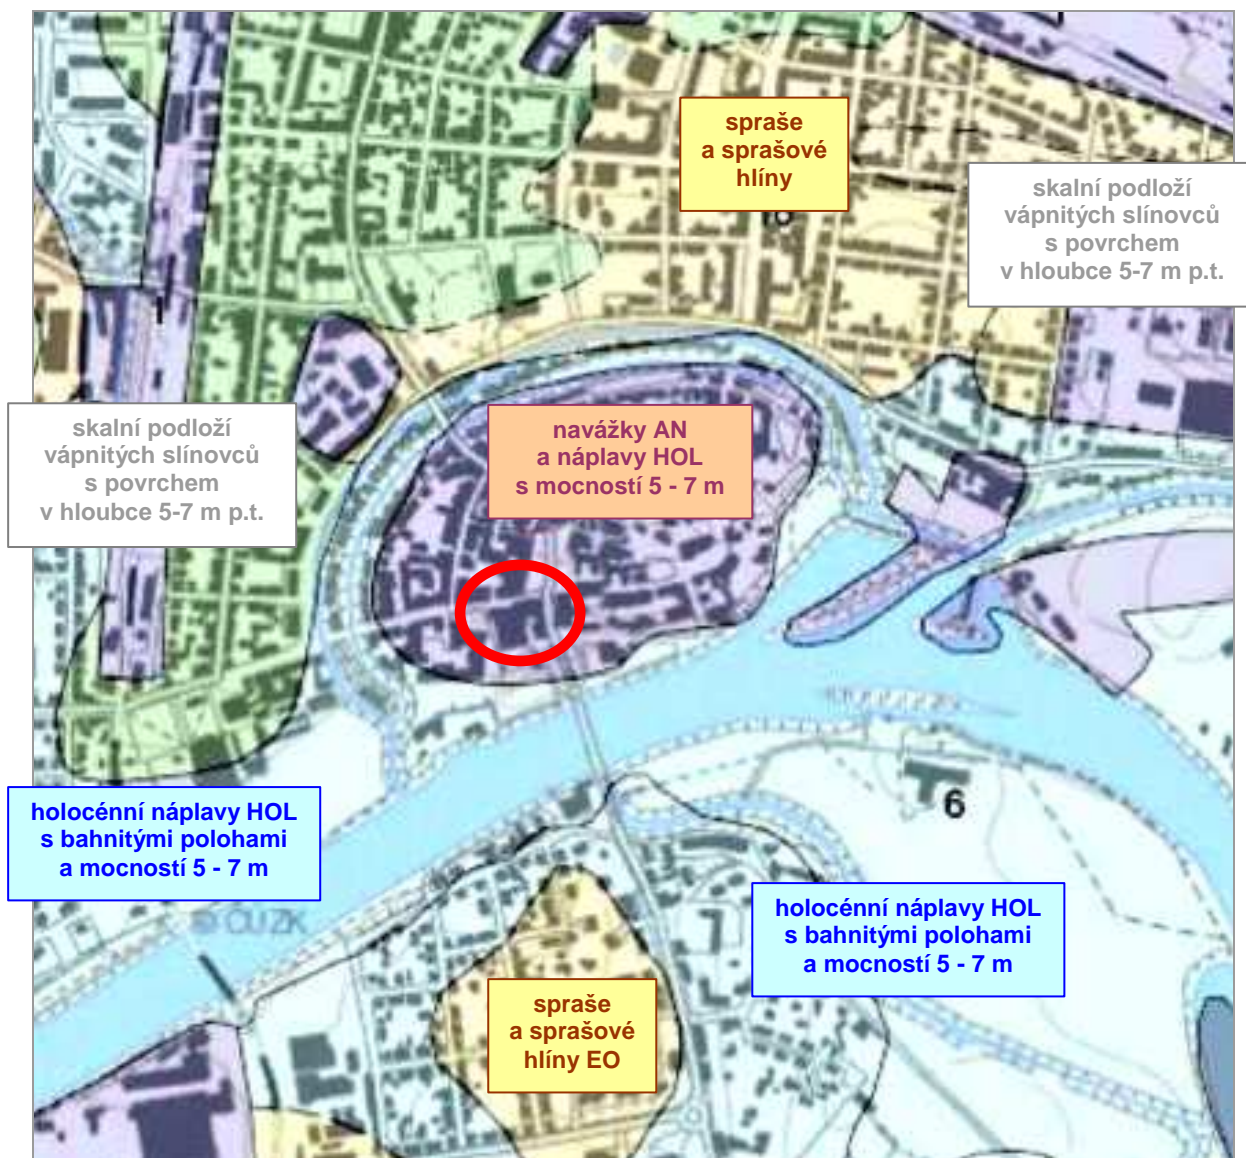 spraše
a sprašové
hlíny
skalní podloží
vápnitých slínovců
s povrchem
v hloubce 5-7 m p.t.
skalní podloží
vápnitých slínovců
s povrchem
v hloubce 5-7 m p.t.
navážky AN
a náplavy HOL
s mocností 5 - 7 m
6
holocénní náplavy HOL
s bahnitými polohami
a mocností 5 - 7 m
holocénní náplavy HOL
s bahnitými polohami
a mocností 5 - 7 m
© ČÚZK
spraše
a sprašové
hlíny EO